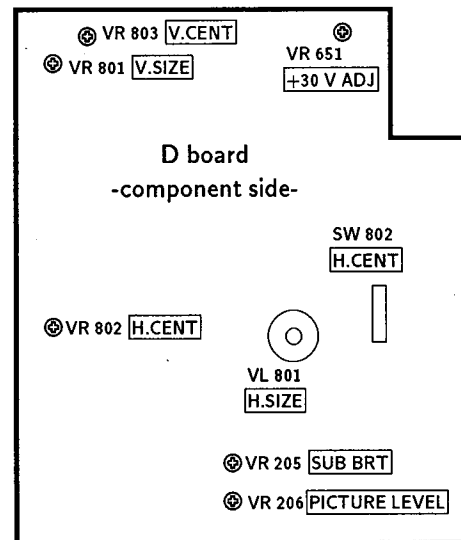 VR 803 V.CENT
VR 801 V.SIZE
VR 651
+30 V ADJ
D board
-component side-
SW 802
H.CENT
VR 802 H.CENT
VL 801
H.SIZE
VR 205 SUB BRT
VR 206 PICTURE LEVEL